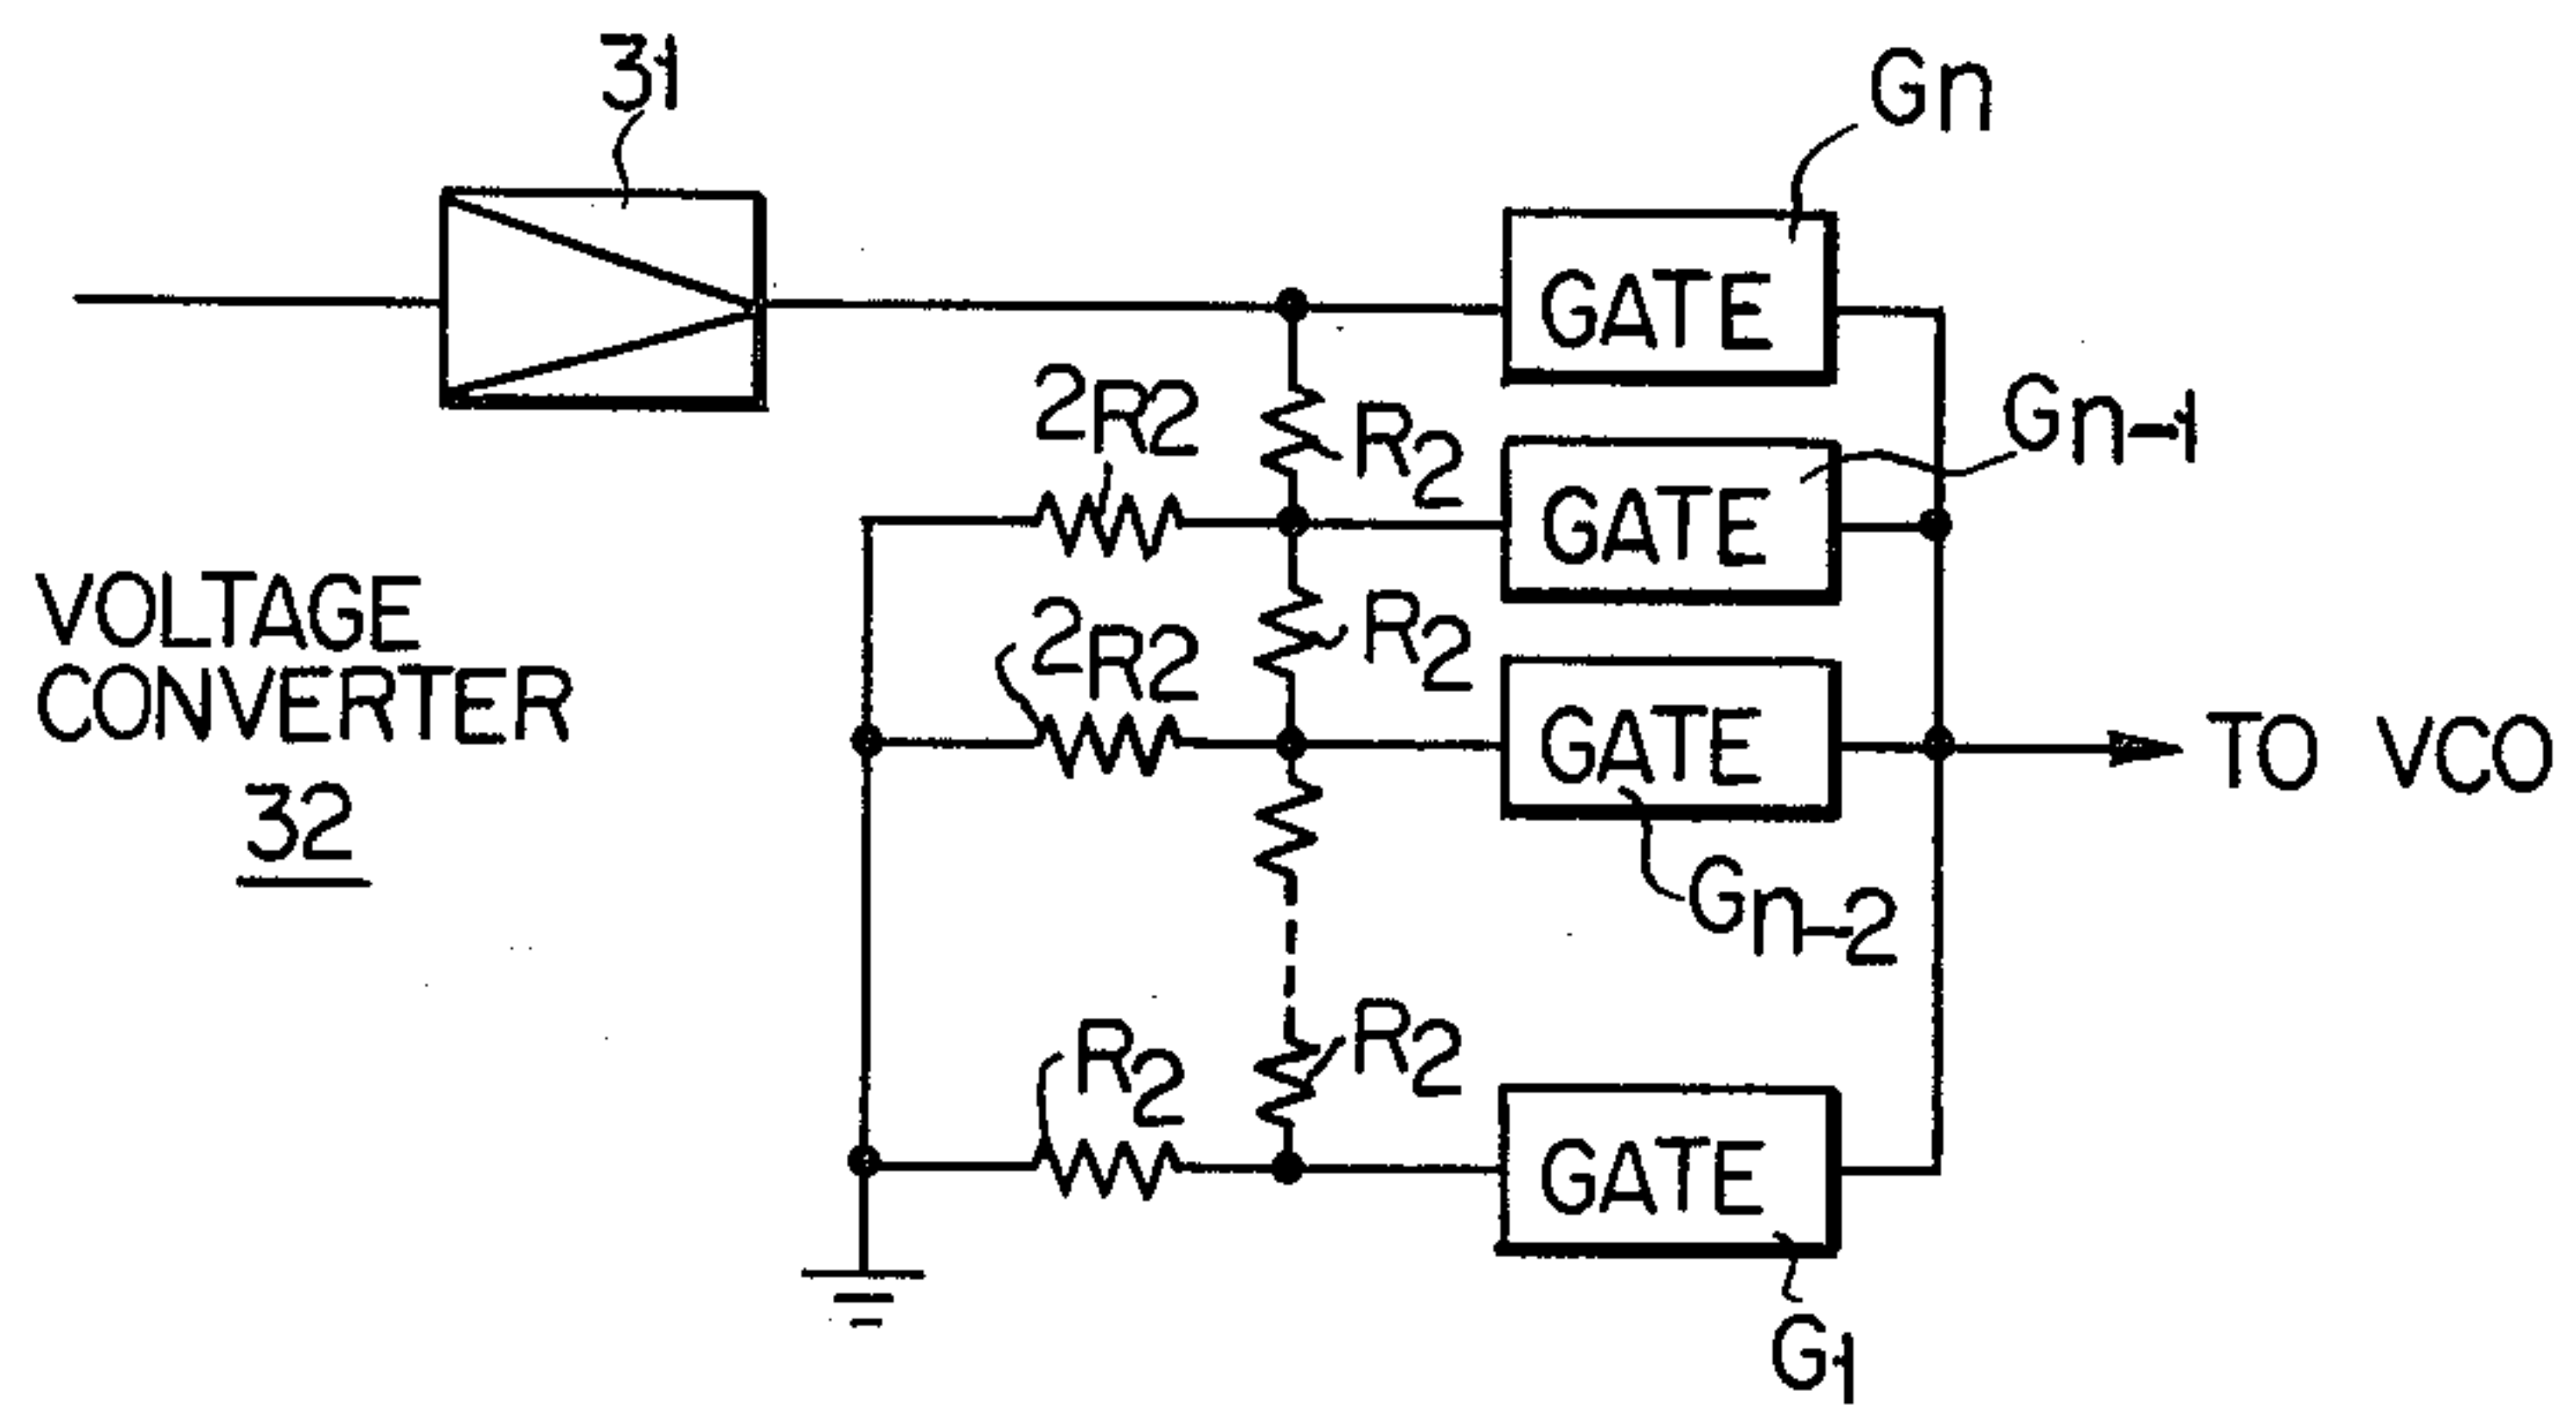 31
Gn
GATE
2R2
R2
Gn-1
GATE
VOLTAGE
CONVERTER
32
2R2
R2
GATE
TO VCO
Gn-2
R2
R2
GATE
G1